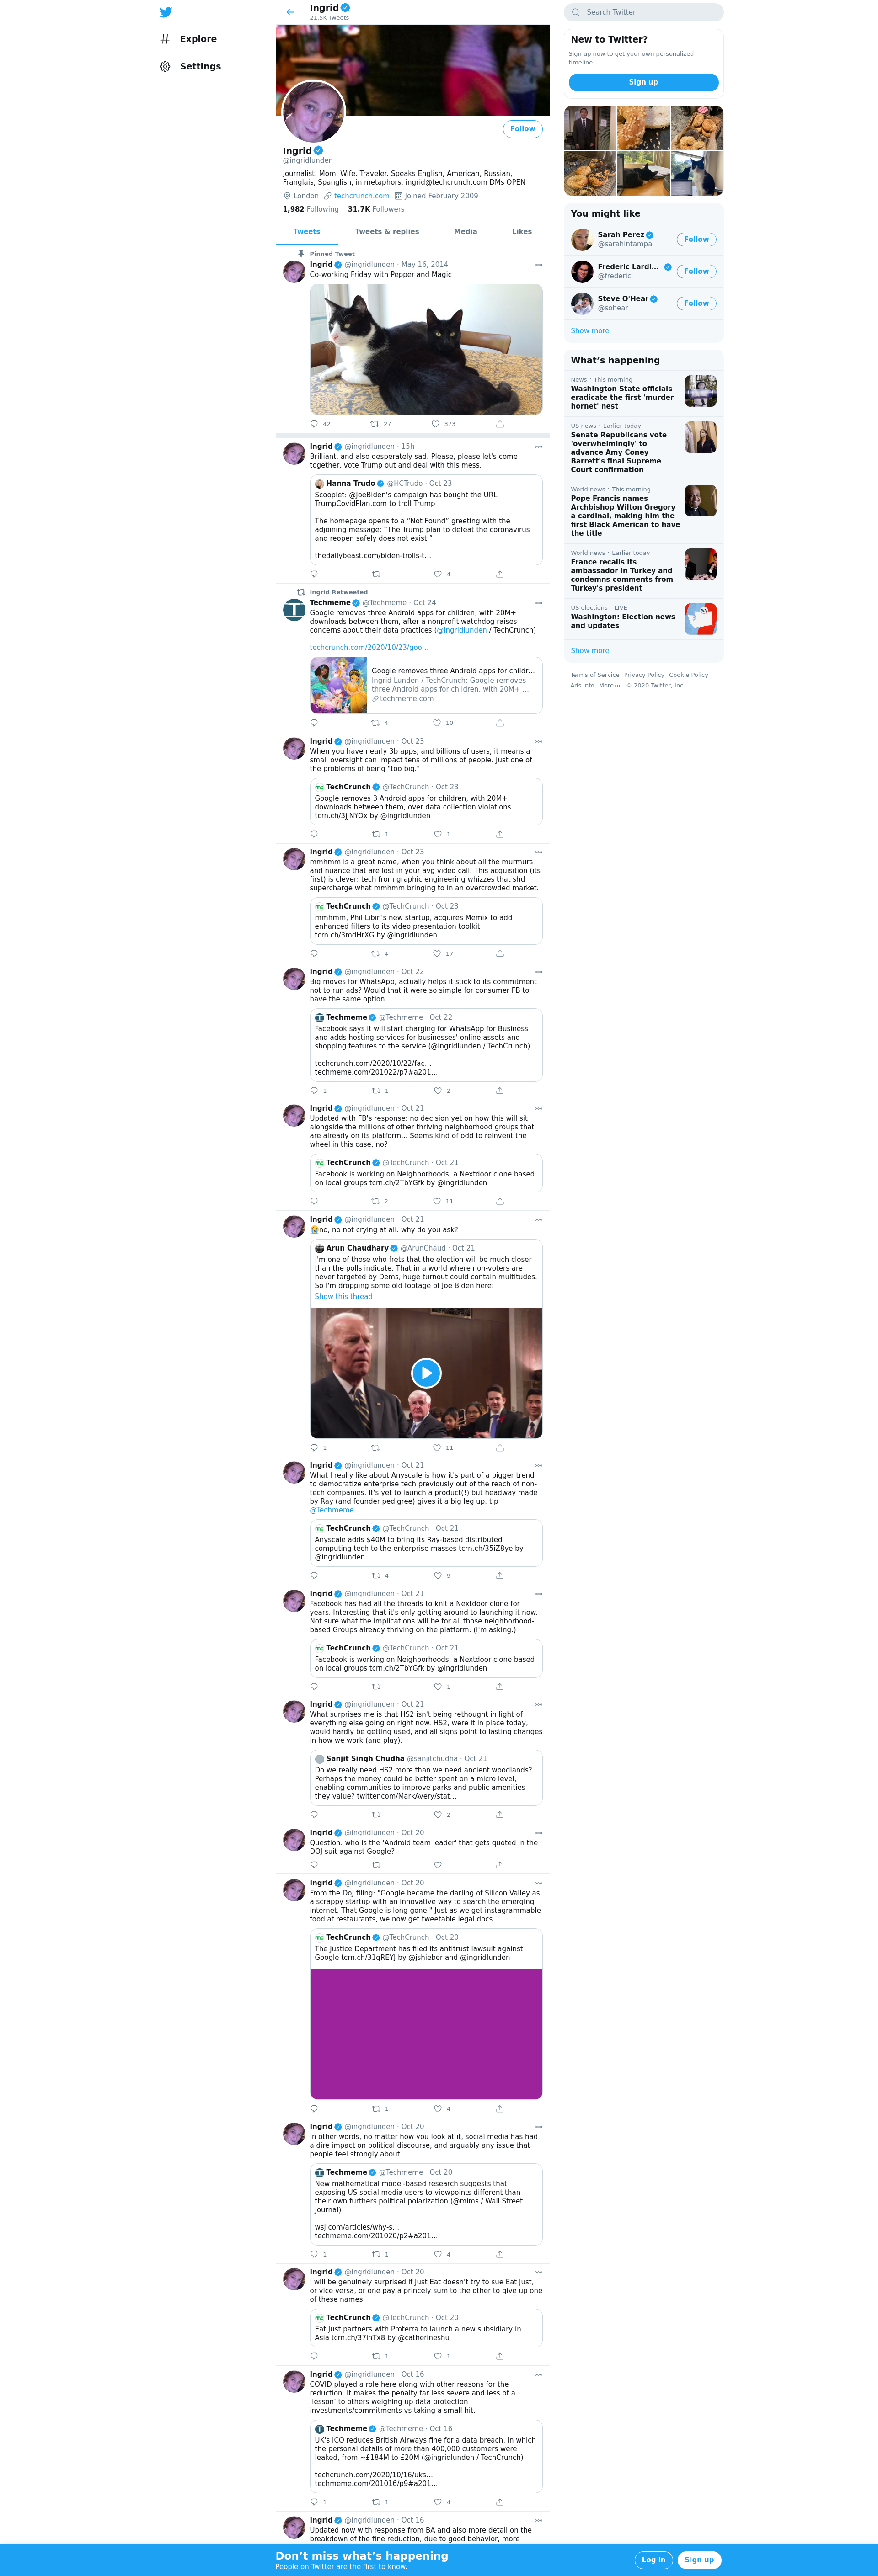 Explore
Settings
Ingrid
21.5K Tweets
Follow
Ingrid
@ingridlunden
Journalist. Mom. Wife. Traveler. Speaks English, American, Russian,
Franglais, Spanglish, in metaphors. ingrid@techcrunch.com DMs OPEN
London techcrunch.com Joined February 2009
1,982 Following 31.7K Followers
Tweets Tweets & replies Media Likes
Pinned Tweet
Ingrid @ingridlunden · May 16, 2014
Co-working Friday with Pepper and Magic
42 27 373
Ingrid @ingridlunden · 15h
Brilliant, and also desperately sad. Please, please let's come
together, vote Trump out and deal with this mess.
Hanna Trudo @HCTrudo · Oct 23
Scooplet: @JoeBiden's campaign has bought the URL
TrumpCovidPlan.com to troll Trump
The homepage opens to a “Not Found” greeting with the
adjoining message: “The Trump plan to defeat the coronavirus
and reopen safely does not exist.”
thedailybeast.com/biden-trolls-t…
4
Ingrid Retweeted
Techmeme @Techmeme · Oct 24
Google removes three Android apps for children, with 20M+
downloads between them, after a nonprofit watchdog raises
concerns about their data practices (@ingridlunden / TechCrunch)
techcrunch.com/2020/10/23/goo…
Google removes three Android apps for childr…
Ingrid Lunden / TechCrunch: Google removes
three Android apps for children, with 20M+ …
techmeme.com
4 10
Ingrid @ingridlunden · Oct 23
When you have nearly 3b apps, and billions of users, it means a
small oversight can impact tens of millions of people. Just one of
the problems of being "too big."
TechCrunch @TechCrunch · Oct 23
Google removes 3 Android apps for children, with 20M+
downloads between them, over data collection violations
tcrn.ch/3jJNYOx by @ingridlunden
1 1
Ingrid @ingridlunden · Oct 23
mmhmm is a great name, when you think about all the murmurs
and nuance that are lost in your avg video call. This acquisition (its
first) is clever: tech from graphic engineering whizzes that shd
supercharge what mmhmm bringing to in an overcrowded market.
TechCrunch @TechCrunch · Oct 23
mmhmm, Phil Libin's new startup, acquires Memix to add
enhanced filters to its video presentation toolkit
tcrn.ch/3mdHrXG by @ingridlunden
4 17
Ingrid @ingridlunden · Oct 22
Big moves for WhatsApp, actually helps it stick to its commitment
not to run ads? Would that it were so simple for consumer FB to
have the same option.
Techmeme @Techmeme · Oct 22
Facebook says it will start charging for WhatsApp for Business
and adds hosting services for businesses' online assets and
shopping features to the service (@ingridlunden / TechCrunch)
techcrunch.com/2020/10/22/fac…
techmeme.com/201022/p7#a201…
1 1 2
Ingrid @ingridlunden · Oct 21
Updated with FB's response: no decision yet on how this will sit
alongside the millions of other thriving neighborhood groups that
are already on its platform... Seems kind of odd to reinvent the
wheel in this case, no?
TechCrunch @TechCrunch · Oct 21
Facebook is working on Neighborhoods, a Nextdoor clone based
on local groups tcrn.ch/2TbYGfk by @ingridlunden
2 11
Ingrid @ingridlunden · Oct 21
😭no, no not crying at all. why do you ask?
Arun Chaudhary @ArunChaud · Oct 21
I'm one of those who frets that the election will be much closer
than the polls indicate. That in a world where non-voters are
never targeted by Dems, huge turnout could contain multitudes.
So I'm dropping some old footage of Joe Biden here:
Show this thread
1 11
Ingrid @ingridlunden · Oct 21
What I really like about Anyscale is how it's part of a bigger trend
to democratize enterprise tech previously out of the reach of non-
tech companies. It's yet to launch a product(!) but headway made
by Ray (and founder pedigree) gives it a big leg up. tip
@Techmeme
TechCrunch @TechCrunch · Oct 21
Anyscale adds $40M to bring its Ray-based distributed
computing tech to the enterprise masses tcrn.ch/35iZ8ye by
@ingridlunden
4 9
Ingrid @ingridlunden · Oct 21
Facebook has had all the threads to knit a Nextdoor clone for
years. Interesting that it's only getting around to launching it now.
Not sure what the implications will be for all those neighborhood-
based Groups already thriving on the platform. (I'm asking.)
TechCrunch @TechCrunch · Oct 21
Facebook is working on Neighborhoods, a Nextdoor clone based
on local groups tcrn.ch/2TbYGfk by @ingridlunden
1
Ingrid @ingridlunden · Oct 21
What surprises me is that HS2 isn't being rethought in light of
everything else going on right now. HS2, were it in place today,
would hardly be getting used, and all signs point to lasting changes
in how we work (and play).
Sanjit Singh Chudha @sanjitchudha · Oct 21
Do we really need HS2 more than we need ancient woodlands?
Perhaps the money could be better spent on a micro level,
enabling communities to improve parks and public amenities
they value? twitter.com/MarkAvery/stat…
2
Ingrid @ingridlunden · Oct 20
Question: who is the 'Android team leader' that gets quoted in the
DOJ suit against Google?
Ingrid @ingridlunden · Oct 20
From the DoJ filing: "Google became the darling of Silicon Valley as
a scrappy startup with an innovative way to search the emerging
internet. That Google is long gone." Just as we get instagrammable
food at restaurants, we now get tweetable legal docs.
TechCrunch @TechCrunch · Oct 20
The Justice Department has filed its antitrust lawsuit against
Google tcrn.ch/31qREYJ by @jshieber and @ingridlunden
1 4
Ingrid @ingridlunden · Oct 20
In other words, no matter how you look at it, social media has had
a dire impact on political discourse, and arguably any issue that
people feel strongly about.
Techmeme @Techmeme · Oct 20
New mathematical model-based research suggests that
exposing US social media users to viewpoints different than
their own furthers political polarization (@mims / Wall Street
Journal)
wsj.com/articles/why-s…
techmeme.com/201020/p2#a201…
1 1 4
Ingrid @ingridlunden · Oct 20
I will be genuinely surprised if Just Eat doesn't try to sue Eat Just,
or vice versa, or one pay a princely sum to the other to give up one
of these names.
TechCrunch @TechCrunch · Oct 20
Eat Just partners with Proterra to launch a new subsidiary in
Asia tcrn.ch/37inTx8 by @catherineshu
1 1
Ingrid @ingridlunden · Oct 16
COVID played a role here along with other reasons for the
reduction. It makes the penalty far less severe and less of a
‘lesson’ to others weighing up data protection
investments/commitments vs taking a small hit.
Techmeme @Techmeme · Oct 16
UK's ICO reduces British Airways fine for a data breach, in which
the personal details of more than 400,000 customers were
leaked, from ~£184M to £20M (@ingridlunden / TechCrunch)
techcrunch.com/2020/10/16/uks…
techmeme.com/201016/p9#a201…
1 1 4
Ingrid @ingridlunden · Oct 16
Updated now with response from BA and also more detail on the
breakdown of the fine reduction, due to good behavior, more
Search Twitter
New to Twitter?
Sign up now to get your own personalized
timeline!
Sign up
You might like
Sarah Perez
@sarahintampa
Follow
Frederic Lardi…
@fredericl
Follow
Steve O'Hear
@sohear
Follow
Show more
What’s happening
News · This morning
Washington State officials
eradicate the first 'murder
hornet' nest
US news · Earlier today
Senate Republicans vote
'overwhelmingly' to
advance Amy Coney
Barrett's final Supreme
Court confirmation
World news · This morning
Pope Francis names
Archbishop Wilton Gregory
a cardinal, making him the
first Black American to have
the title
World news · Earlier today
France recalls its
ambassador in Turkey and
condemns comments from
Turkey's president
US elections · LIVE
Washington: Election news
and updates
Show more
Terms of Service Privacy Policy Cookie Policy
Ads info More © 2020 Twitter, Inc.
Don’t miss what’s happening
People on Twitter are the first to know.
Log in
Sign up